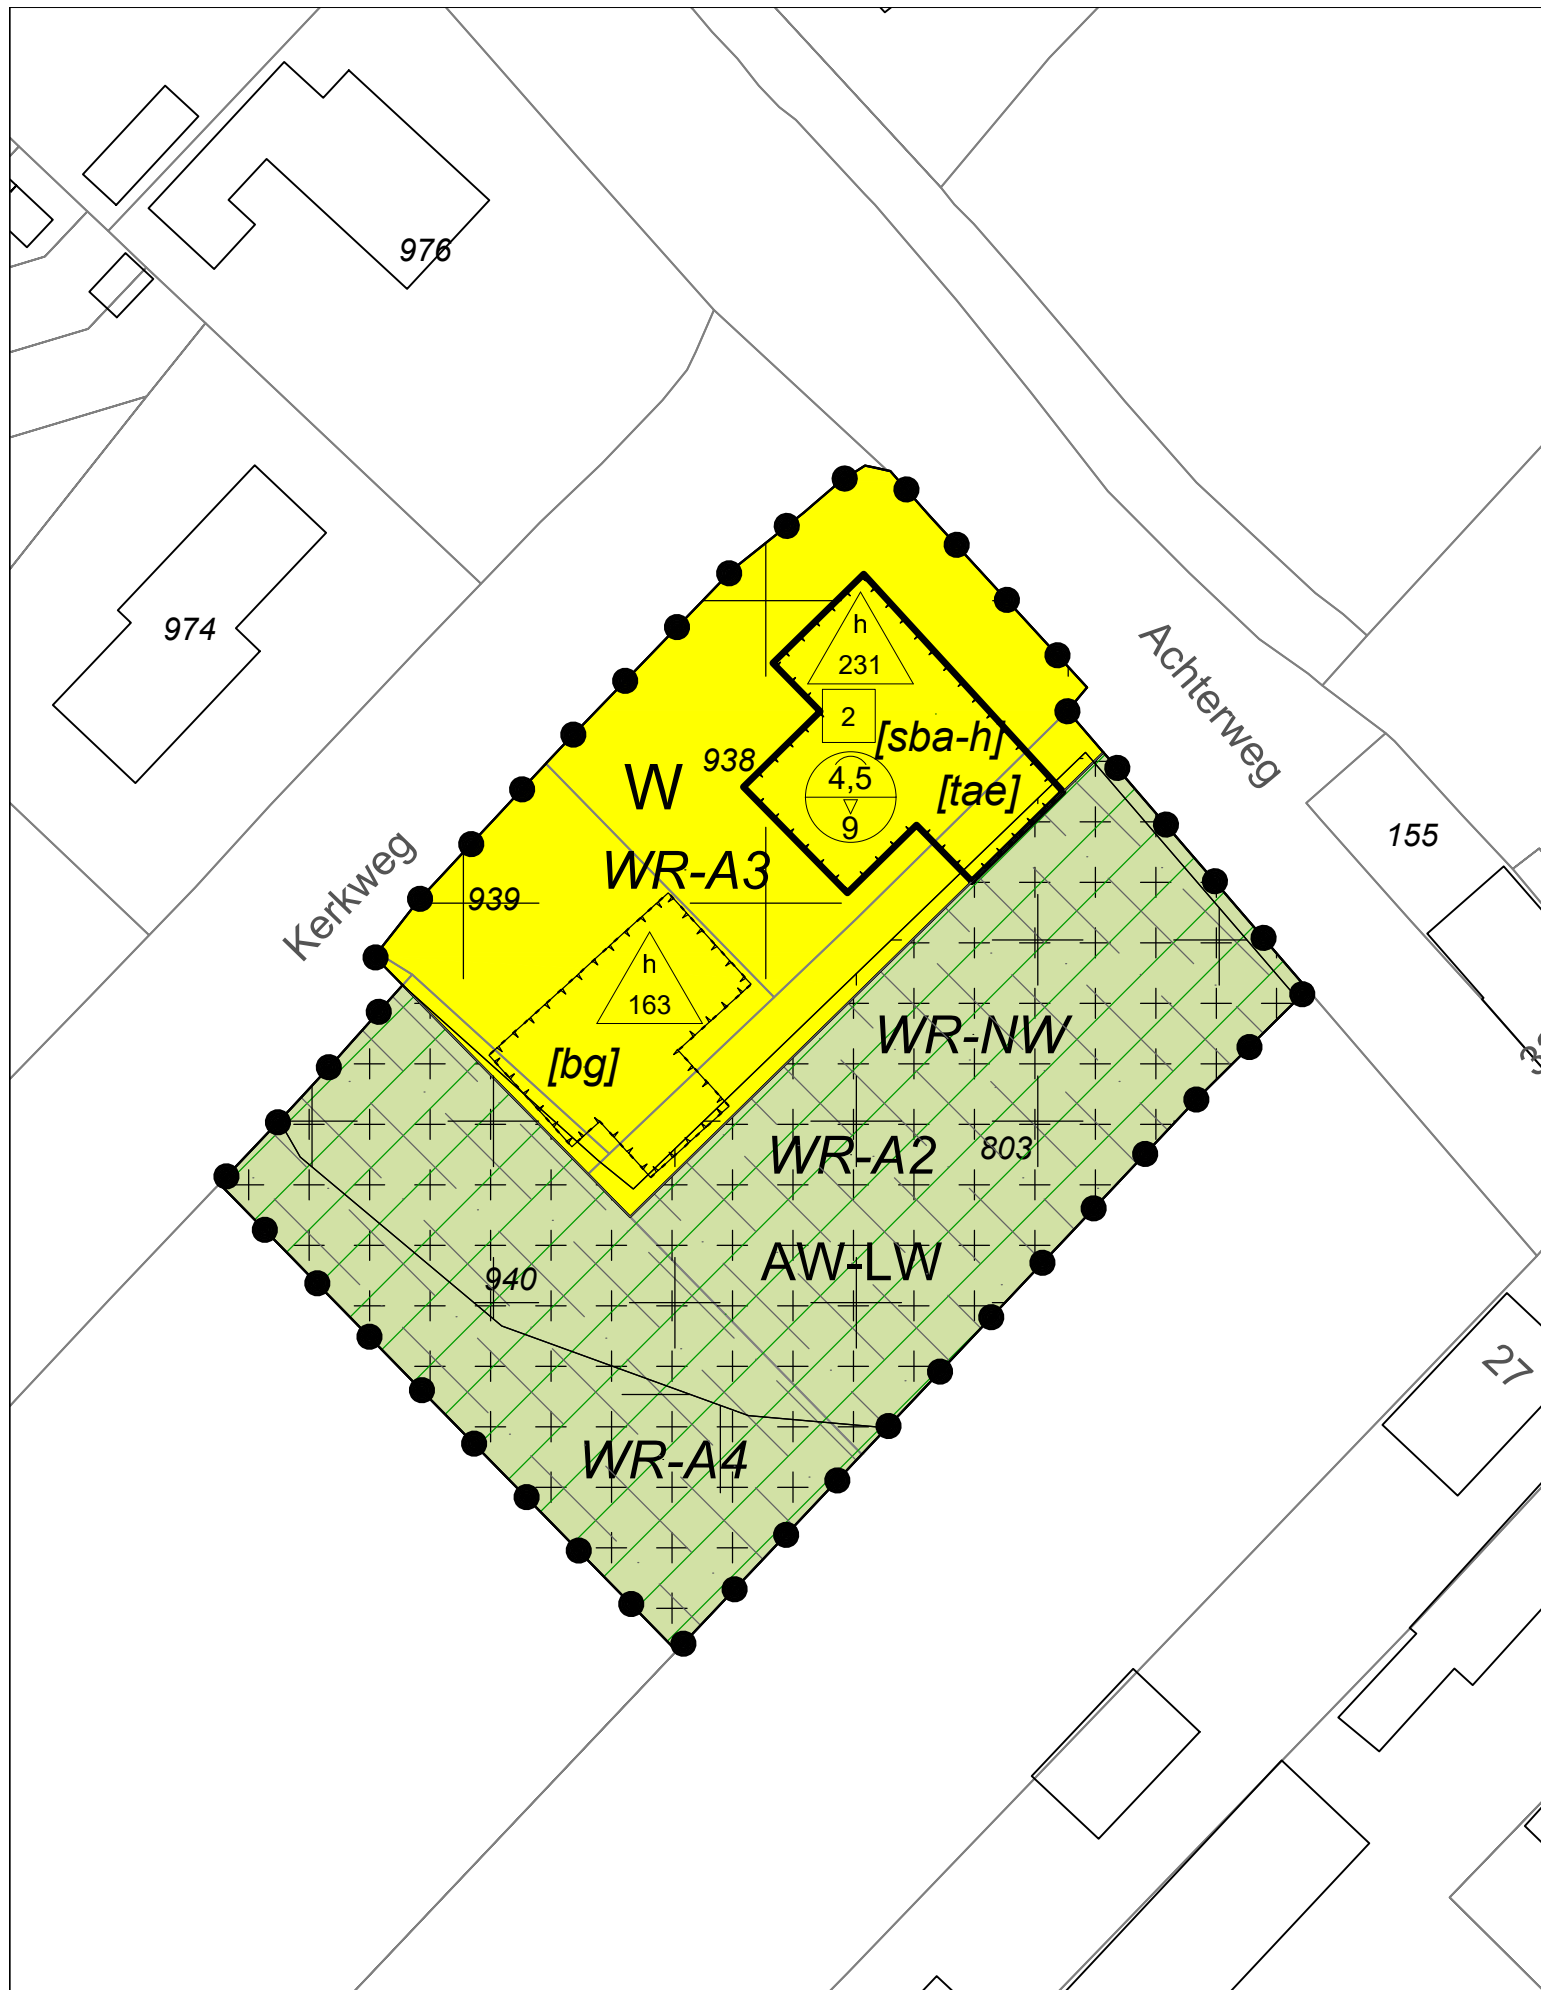 976
974
Achterweg
h
231
2
[sba-h]
938
W
4,5
9
[tae]
155
Kerkweg
WR-A3
939
h
163
[bg]
WR-NW
WR-A2
803
AW-LW
940
27
WR-A4